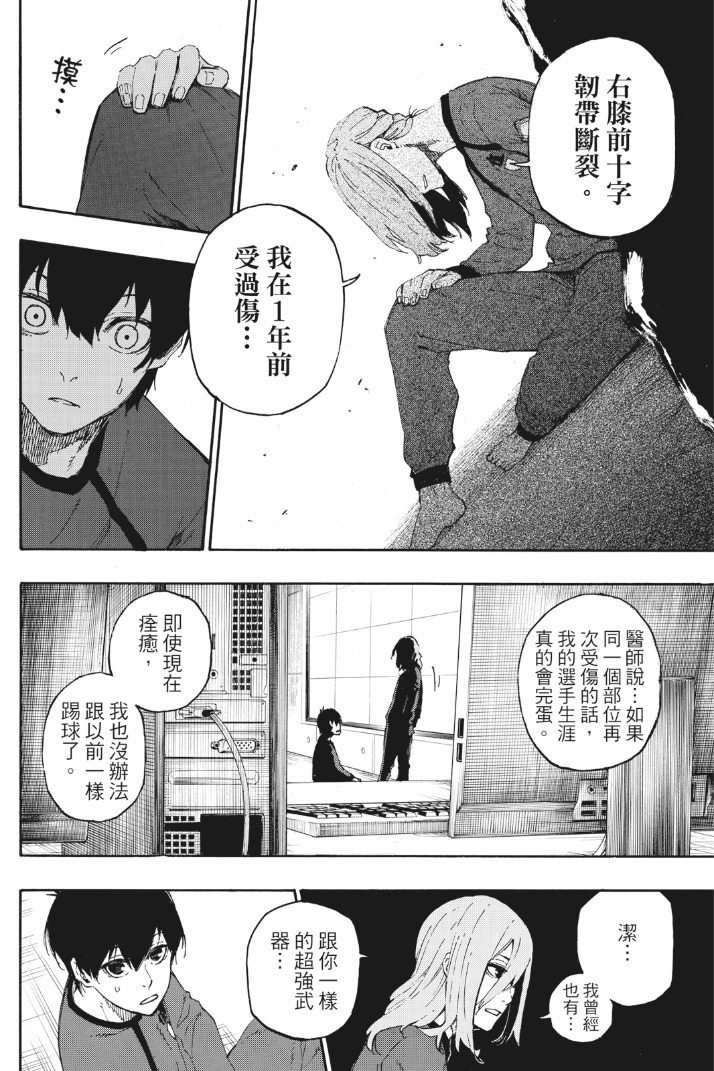 右膝前十字
韌帶斷裂。
我在1年前
受過傷…
摸…
醫師說…如果
同一個部位再
次受傷的話，
我的選手生涯
真的會完蛋。
即使現在
痊癒，
我也沒辦法
跟以前一樣
踢球了。
潔…
我曾經
也有…
跟你一樣
的超強武
器…